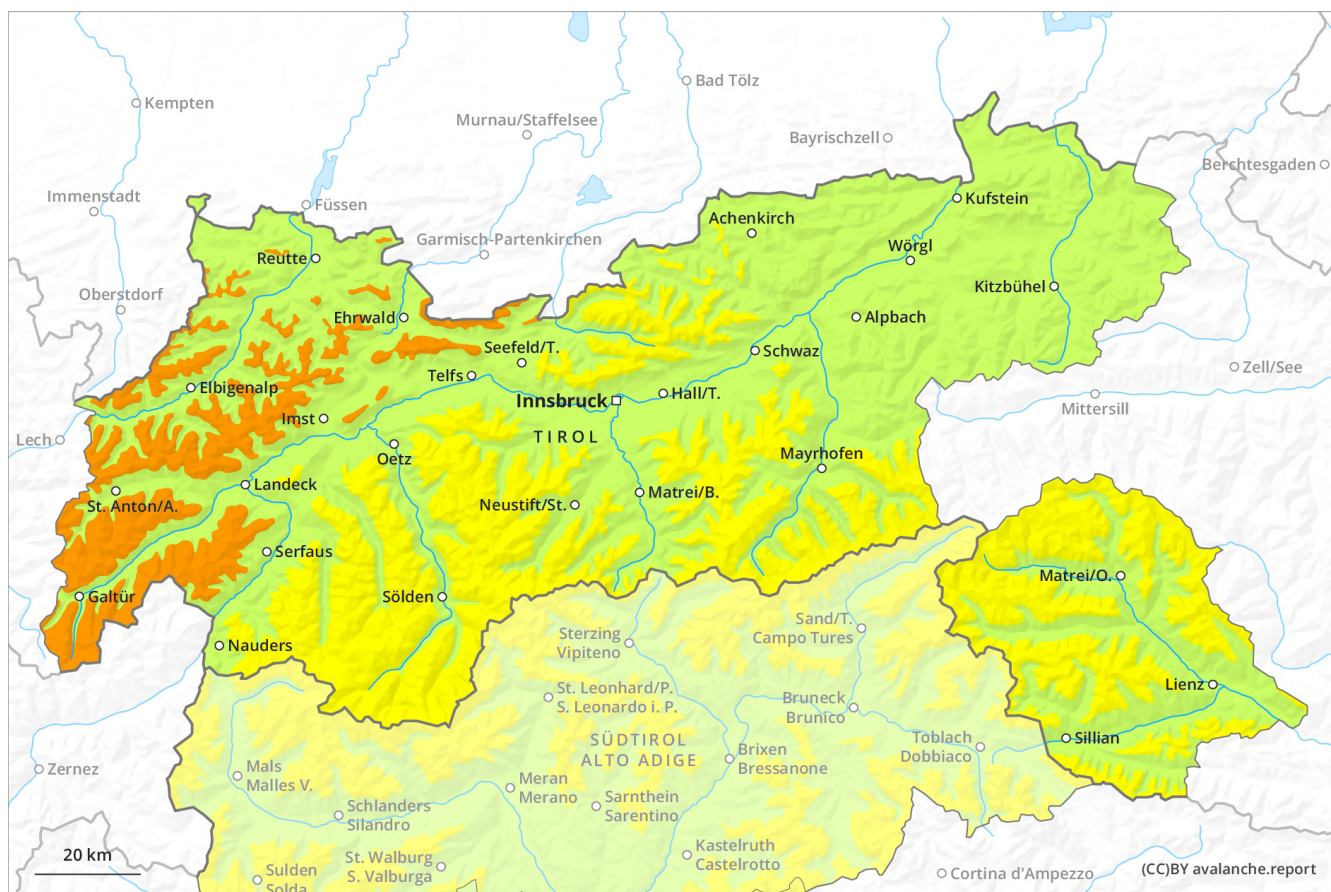 Kempten
Bad Tölz
Murnau/Staffelsee
Bayrischzell
Berchtesgaden
Immenstadt
Füssen
Kufstein
Achenkirch
Garmisch-Partenkirchen
Wörgl
Reutte
Kitzbühel
Oberstdorf
Ehrwald
Alpbach
Seefeld/T.
Schwaz
Zell/See
Telfs
Elbigenalp
Innsbruck
Hall/T.
Mittersill
Imst
Lech
TIROL
Oetz
Mayrhofen
Landeck
Matrei/B.
St. Anton/A.
Neustift/St.
Serfaus
Matrei/O.
Galtür
Sölden
Sand/T.
Campo Tures
Sterzing
Vipiteno
Nauders
Lienz
St. Leonhard/P.
S. Leonardo i. P.
Bruneck
Brunico
Sillian
SÜDTIROL
ALTO ADIGE
Toblach
Dobbiaco
Brixen
Bressanone
Zernez
Mals
Malles V.
Meran
Merano
Sarnthein
Sarentino
Schlanders
Silandro
Kastelruth
Castelrotto
20 km
St. Walburg
S. Valburga
Sulden
Solda
Cortina d'Ampezzo
(CC)BY avalanche.report